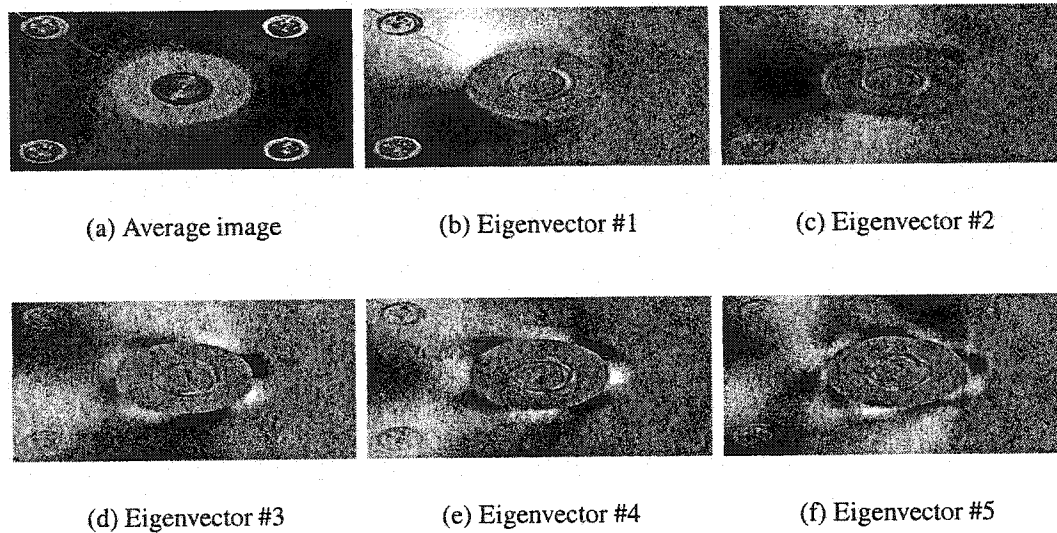 (a) Average image
(b) Eigenvector #1
(c) Eigenvector #2
(d) Eigenvector #3
(e) Eigenvector #4
(f) Eigenvector #5